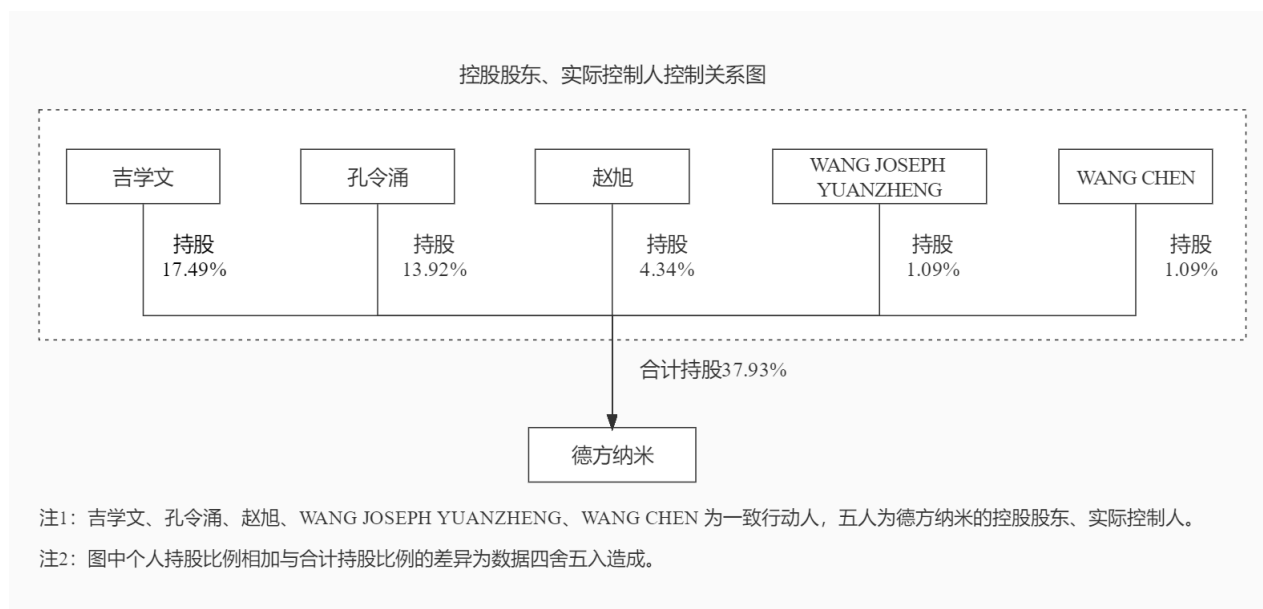 控股股东、实际控制人控制关系图
吉学文
孔令涌
赵旭
WANG JOSEPH
YUANZHENG
WANG CHEN
持股
17.49%
持股
13.92%
持股
4.34%
持股
1.09%
持股
1.09%
合计持股37.93%
德方纳米
注1：吉学文、孔令涌、赵旭、WANG JOSEPH YUANZHENG、WANG CHEN 为一致行动人，五人为德方纳米的控股股东、实际控制人。
注2：图中个人持股比例相加与合计持股比例的差异为数据四舍五入造成。